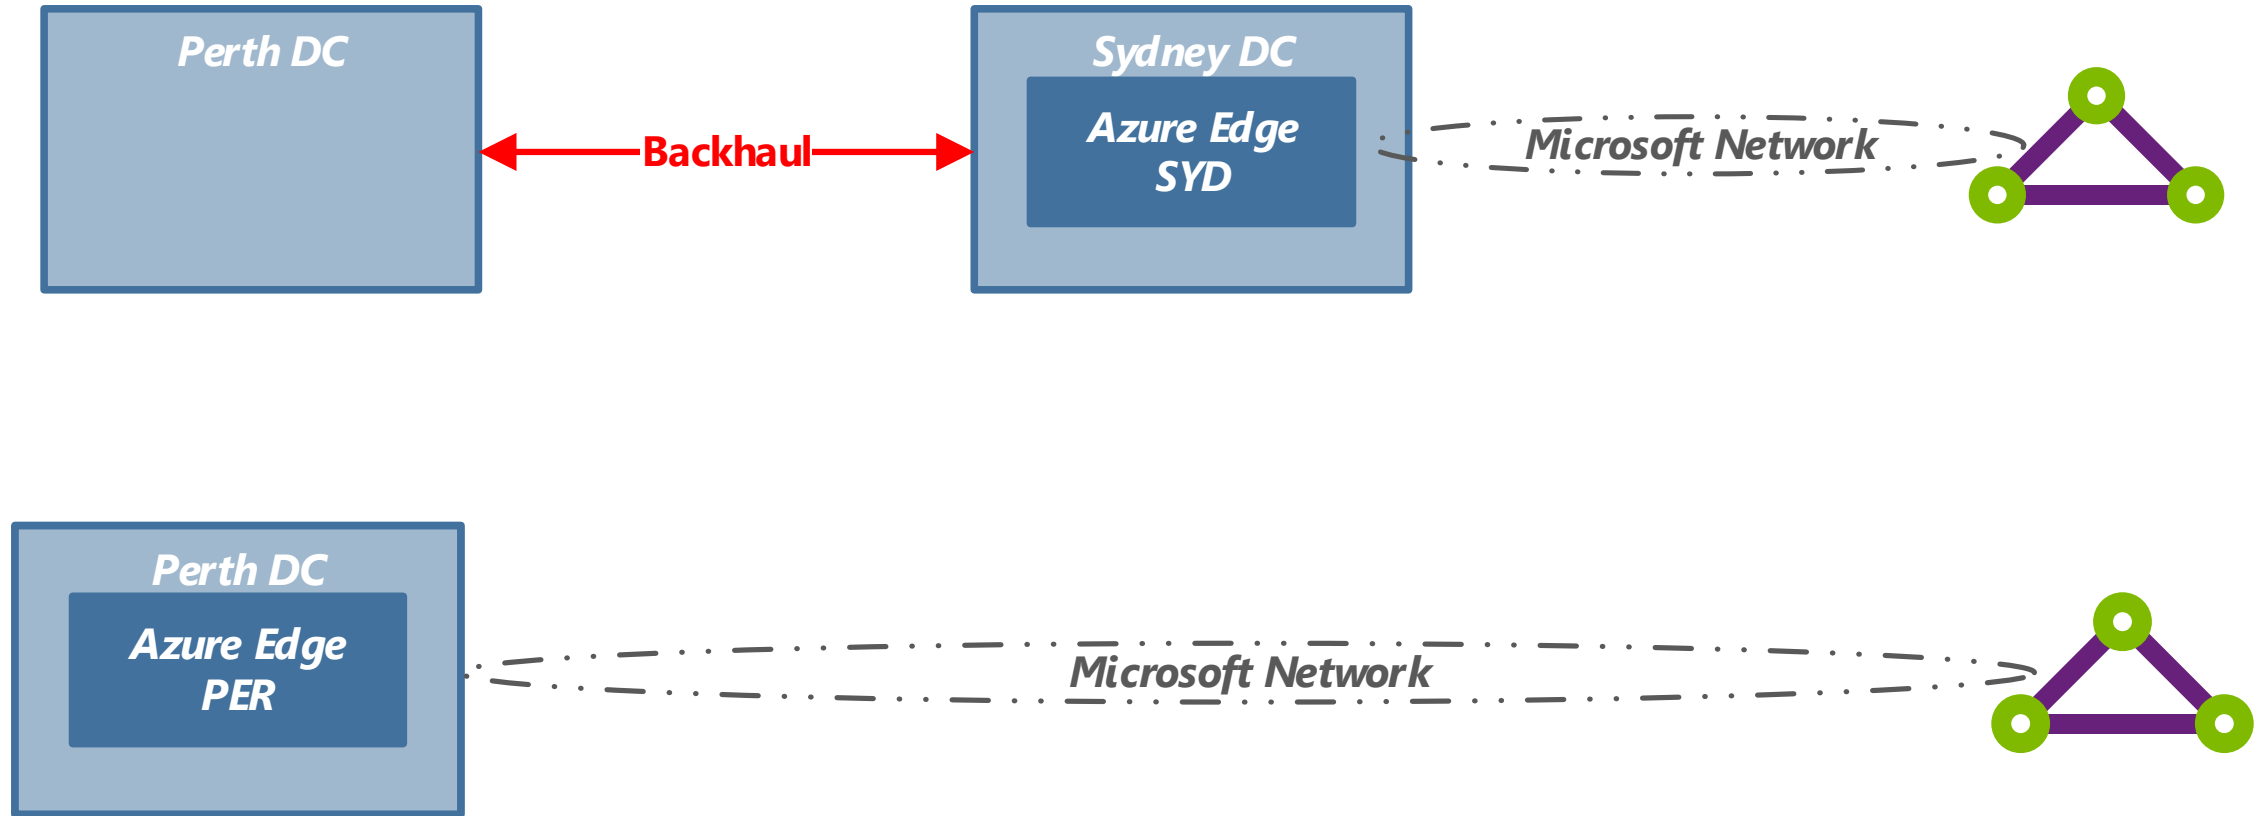 Perth DC
Sydney DC
Azure Edge
SYD
Backhaul
Microsoft Network
Perth DC
Azure Edge
PER
Microsoft Network